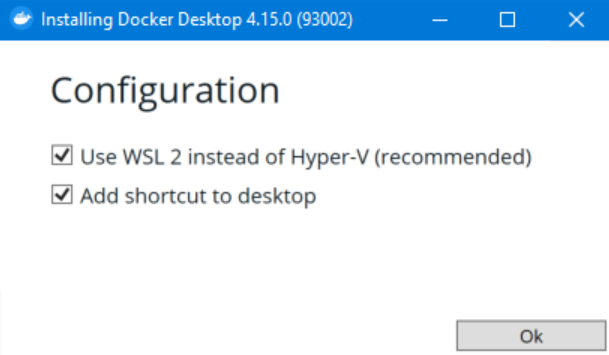 Installing Docker Desktop 4.15.0 (93002)
Configuration
Use WSL 2 instead of Hyper-V (recommended)
Add shortcut to desktop
Ok